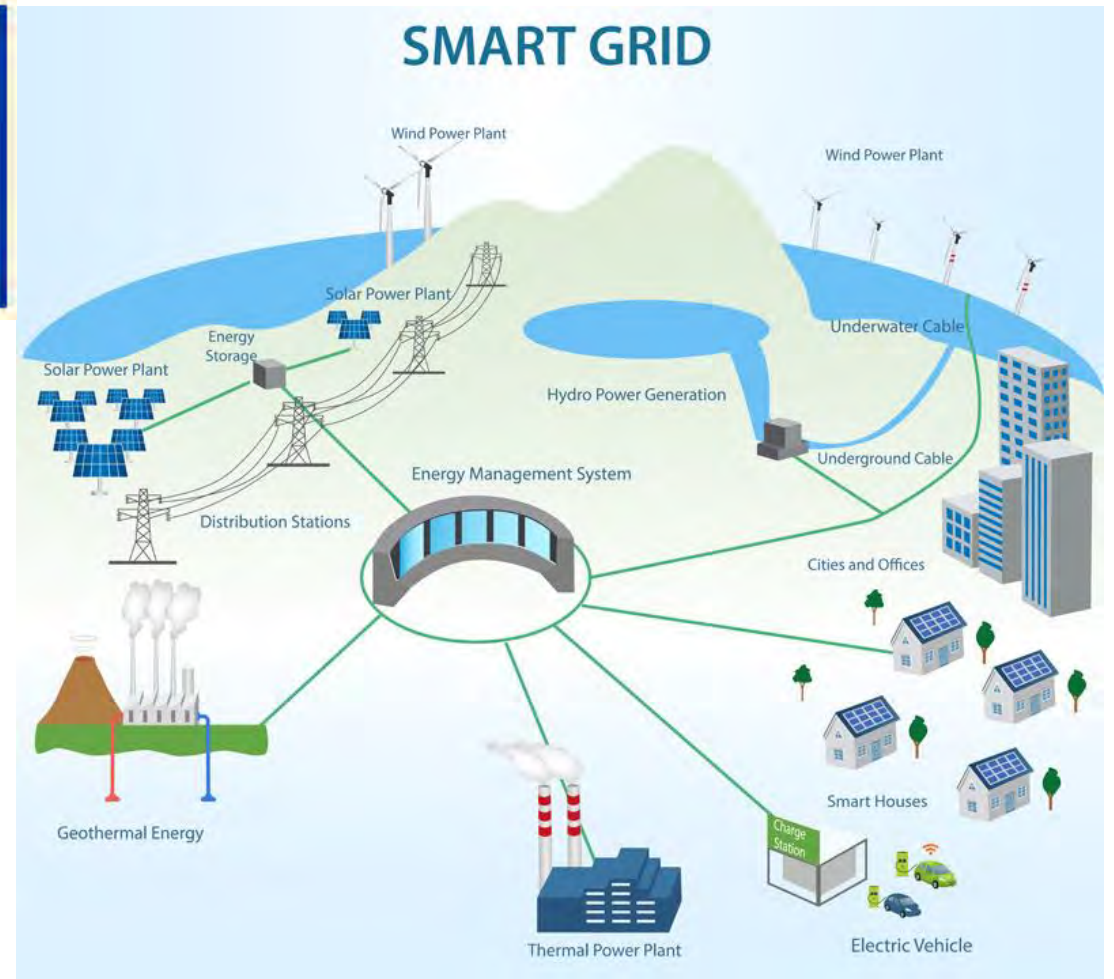 SMART GRID
Wind Power Plant
Wind Power Plant
Solar Power Plant
Underwater Cable
Energy
Storage
Solar Power Plant
Hydro Power Generation
Underground Cable
Energy Management System
Distribution Stations
Cities and Offices
Smart Houses
Geothermal Energy
Charge
Station
Thermal Power Plant
Electric Vehicle